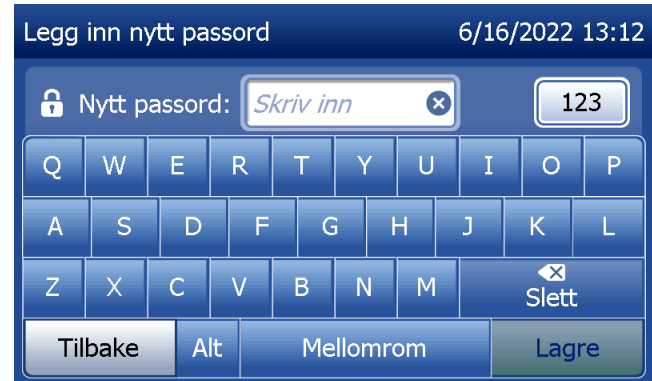 Legg inn nytt passord 6/16/2022 13:12
Nytt passord: Skriv inn 123
Q W E R T Y U I O P
A S D F G H J K L
Z X C V B N M Slett
Tilbake Alt Mellomrom Lagre